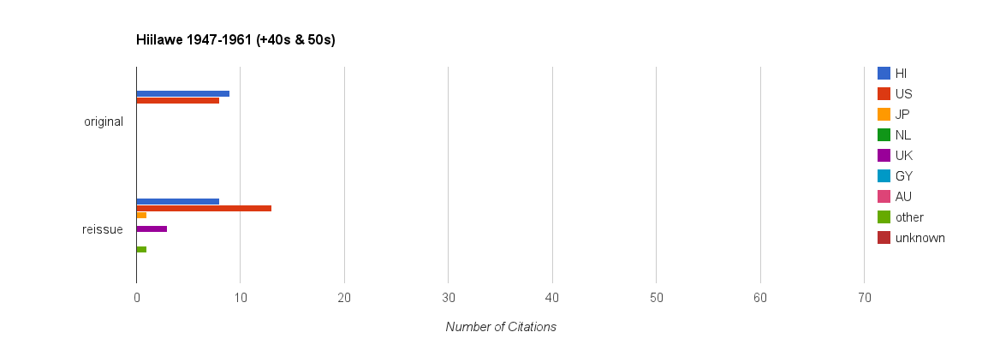 Hiilawe 1947-1961 (+40s & 50s)
original
reissue
0 10 20 30 40 50 60 70
Number of Citations
HI
US
JP
NL
UK
GY
AU
other
unknown